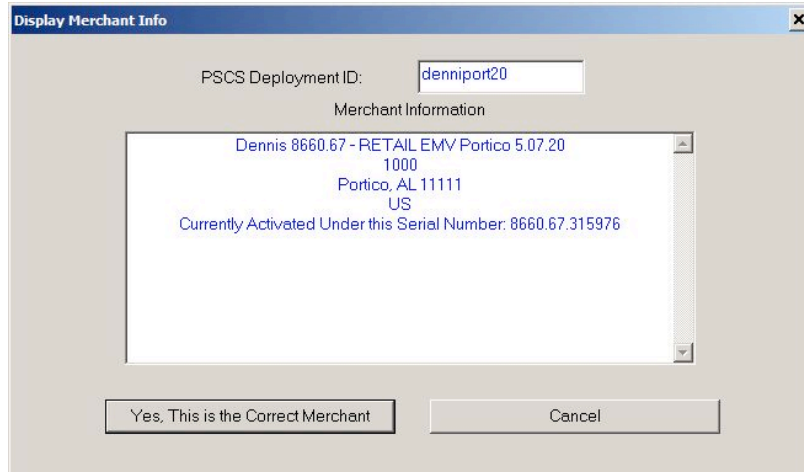 Display Merchant Info
PSCS Deployment ID: denniport20
Merchant Information
Dennis 8660.67 - RETAIL EMV Portico 5.07.20
1000
Portico, AL 11111
US
Currently Activated Under this Serial Number: 8660.67.315976
Yes, This is the Correct Merchant Cancel